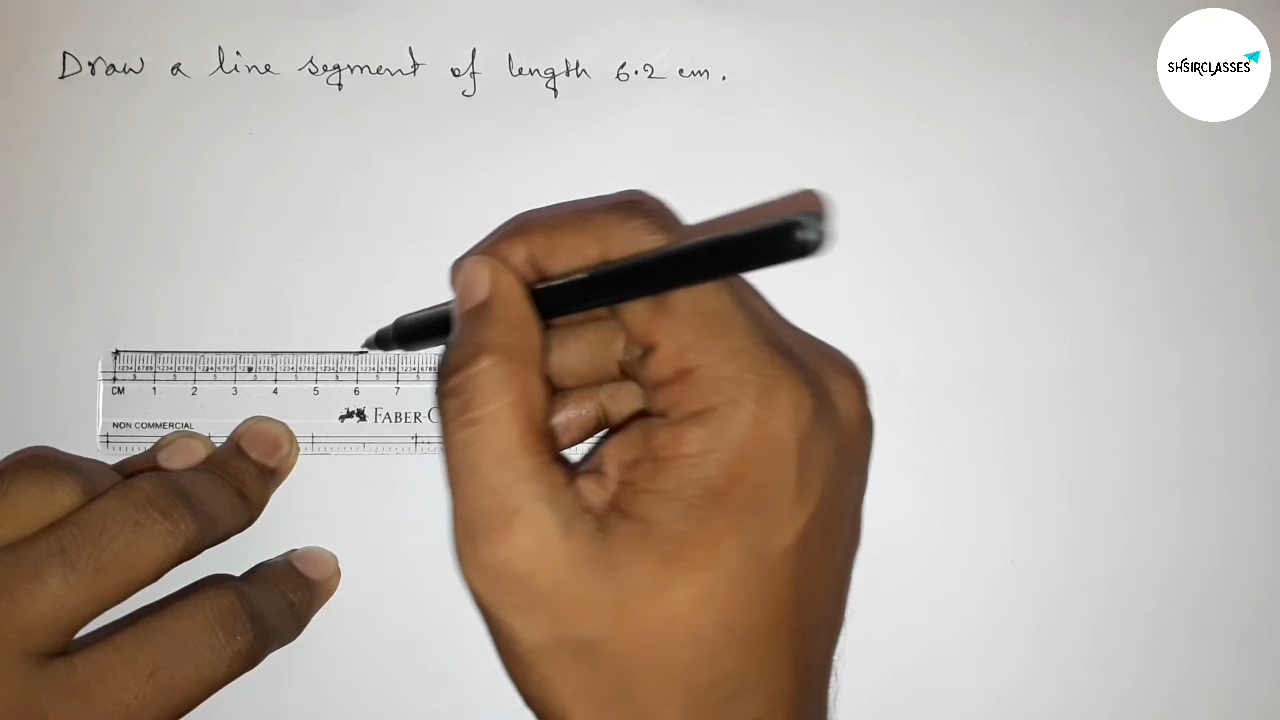 Draw a line segment of length 6.2 cm.
SHSIRCLASSES
CM 1 2 3 4 5 6 7
FABER-C
NON COMMERCIAL